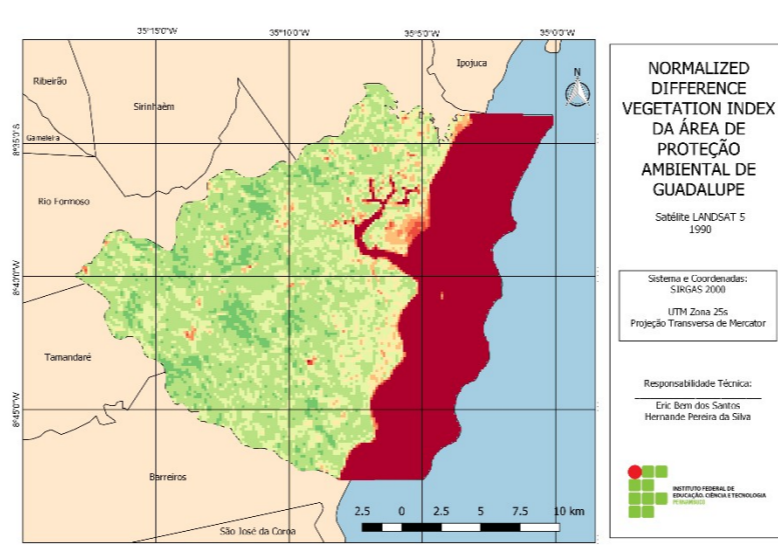 35°15'0"W 35°10'0"W 35°5'0"W 35°0'0"W
Ipojuca
Ribeirão
Sirinhaém
N
Gameleira
8°35'0"S
Rio Formoso
8°40'0"W
Tamandaré
8°45'0"W
Barreiros
São José da Coroa
2.5 0 2.5 5 7.5 10 km
NORMALIZED
DIFFERENCE
VEGETATION INDEX
DA ÁREA DE
PROTEÇÃO
AMBIENTAL DE
GUADALUPE
Satélite LANDSAT 5
1990
Sistema e Coordenadas:
SIRGAS 2000
UTM Zona 25s
Projeção Transversa de Mercator
Responsabilidade Técnica:
Eric Bem dos Santos
Hernande Pereira da Silva
INSTITUTO FEDERAL DE
EDUCAÇÃO, CIÊNCIA E TECNOLOGIA
PERNAMBUCO